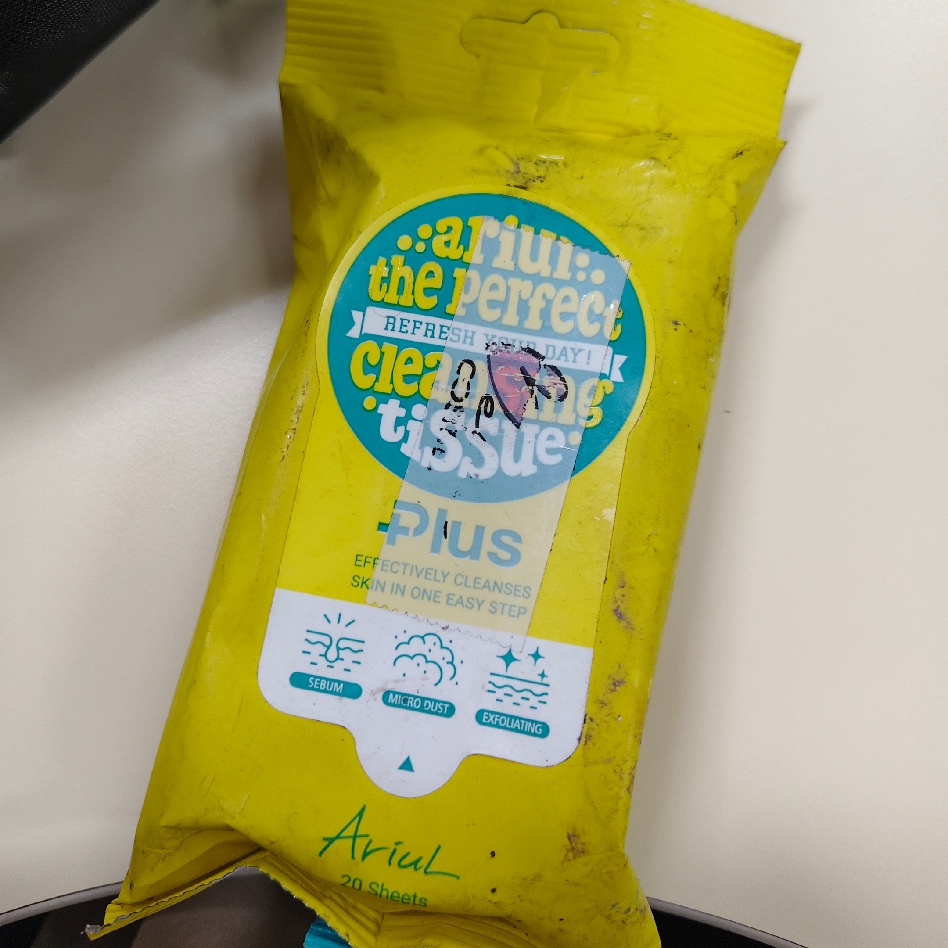 ariul
the perfect
REFRESH YOUR DAY!
cleansing
tissue
Plus
EFFECTIVELY CLEANSES
SKIN IN ONE EASY STEP
SEBUM
MICRO DUST
EXFOLIATING
Ariul
20 Sheets